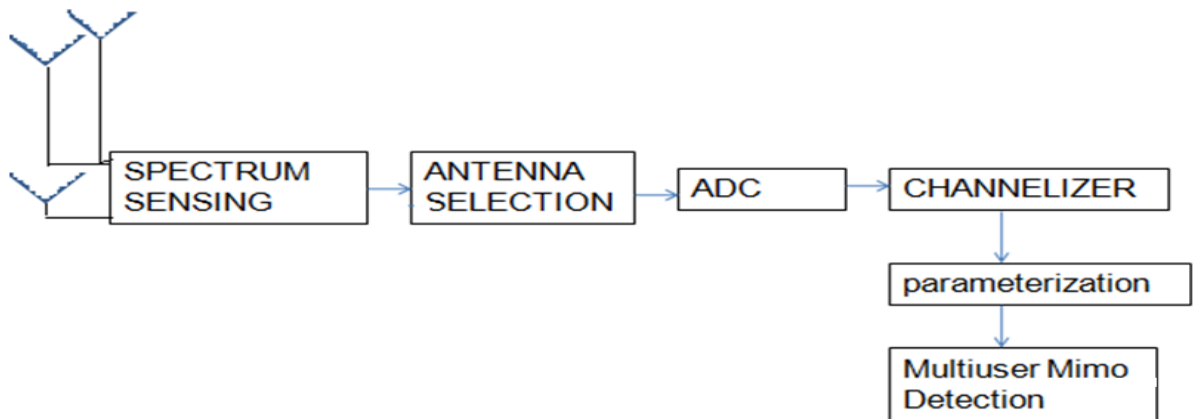 SPECTRUM
SENSING
ANTENNA
SELECTION
ADC
CHANNELIZER
parameterization
Multiuser Mimo
Detection